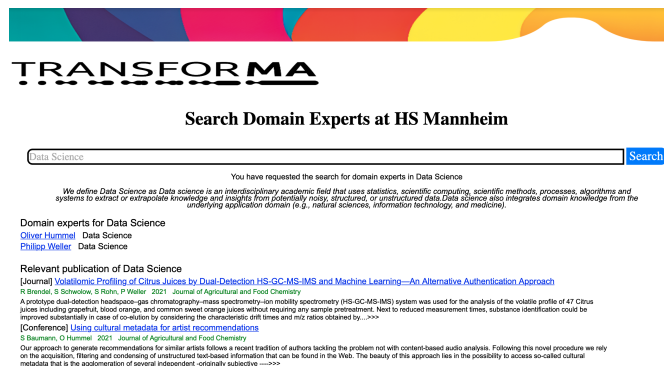 TRANSFORMA
Search Domain Experts at HS Mannheim
Data Science Search
You have requested the search for domain experts in Data Science
We define Data Science as Data science is an interdisciplinary academic field that uses statistics, scientific computing, scientific methods, processes, algorithms and
systems to extract or extrapolate knowledge and insights from potentially noisy, structured, or unstructured data.Data science also integrates domain knowledge from the
underlying application domain (e.g., natural sciences, information technology, and medicine).
Domain experts for Data Science
Oliver Hummel Data Science
Philipp Weller Data Science
Relevant publication of Data Science
[Journal] Volatilomic Profiling of Citrus Juices by Dual-Detection HS-GC-MS-IMS and Machine Learning—An Alternative Authentication Approach
R Brendel, S Schwolow, S Rohn, P Weller 2021 Journal of Agricultural and Food Chemistry
A prototype dual-detection headspace–gas chromatography–mass spectrometry–ion mobility spectrometry (HS-GC-MS-IMS) system was used for the analysis of the volatile profile of 47 Citrus
juices including grapefruit, blood orange, and common sweet orange juices without requiring any sample pretreatment. Next to reduced measurement times, substance identification could be
improved substantially in case of co-elution by considering the characteristic drift times and m/z ratios obtained by....>>>
[Conference] Using cultural metadata for artist recommendations
S Baumann, O Hummel 2021 Journal of Agricultural and Food Chemistry
Our approach to generate recommendations for similar artists follows a recent tradition of authors tackling the problem not with content-based audio analysis. Following this novel procedure we rely
on the acquisition, filtering and condensing of unstructured text-based information that can be found in the Web. The beauty of this approach lies in the possibility to access so-called cultural
metadata that is the agglomeration of several independent -originally subjective ---->>>